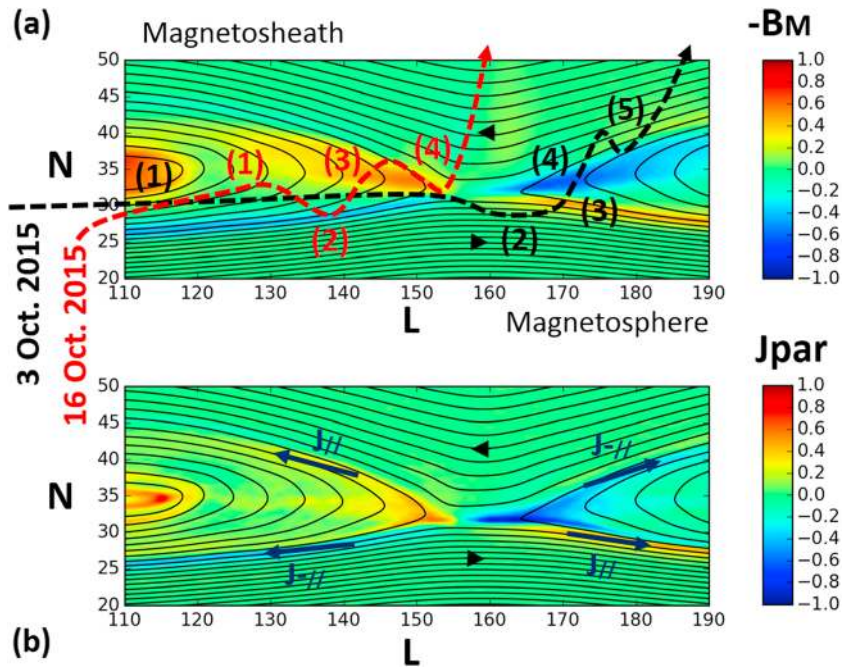 (a)
Magnetosheath
-BM
50
45
40
35
30
25
20
N
110 120 130 140 150 160 170 180 190
L
(1)
(1)
(2)
(3)
(4)
(2)
(3)
(4)
(5)
1.0
0.8
0.6
0.4
0.2
0.0
−0.2
−0.4
−0.6
−0.8
−1.0
3 Oct. 2015
16 Oct. 2015
Magnetosphere
Jpar
50
45
40
35
30
25
20
N
J//
J-//
J-//
J//
110 120 130 140 150 160 170 180 190
L
1.0
0.8
0.6
0.4
0.2
0.0
−0.2
−0.4
−0.6
−0.8
−1.0
(b)